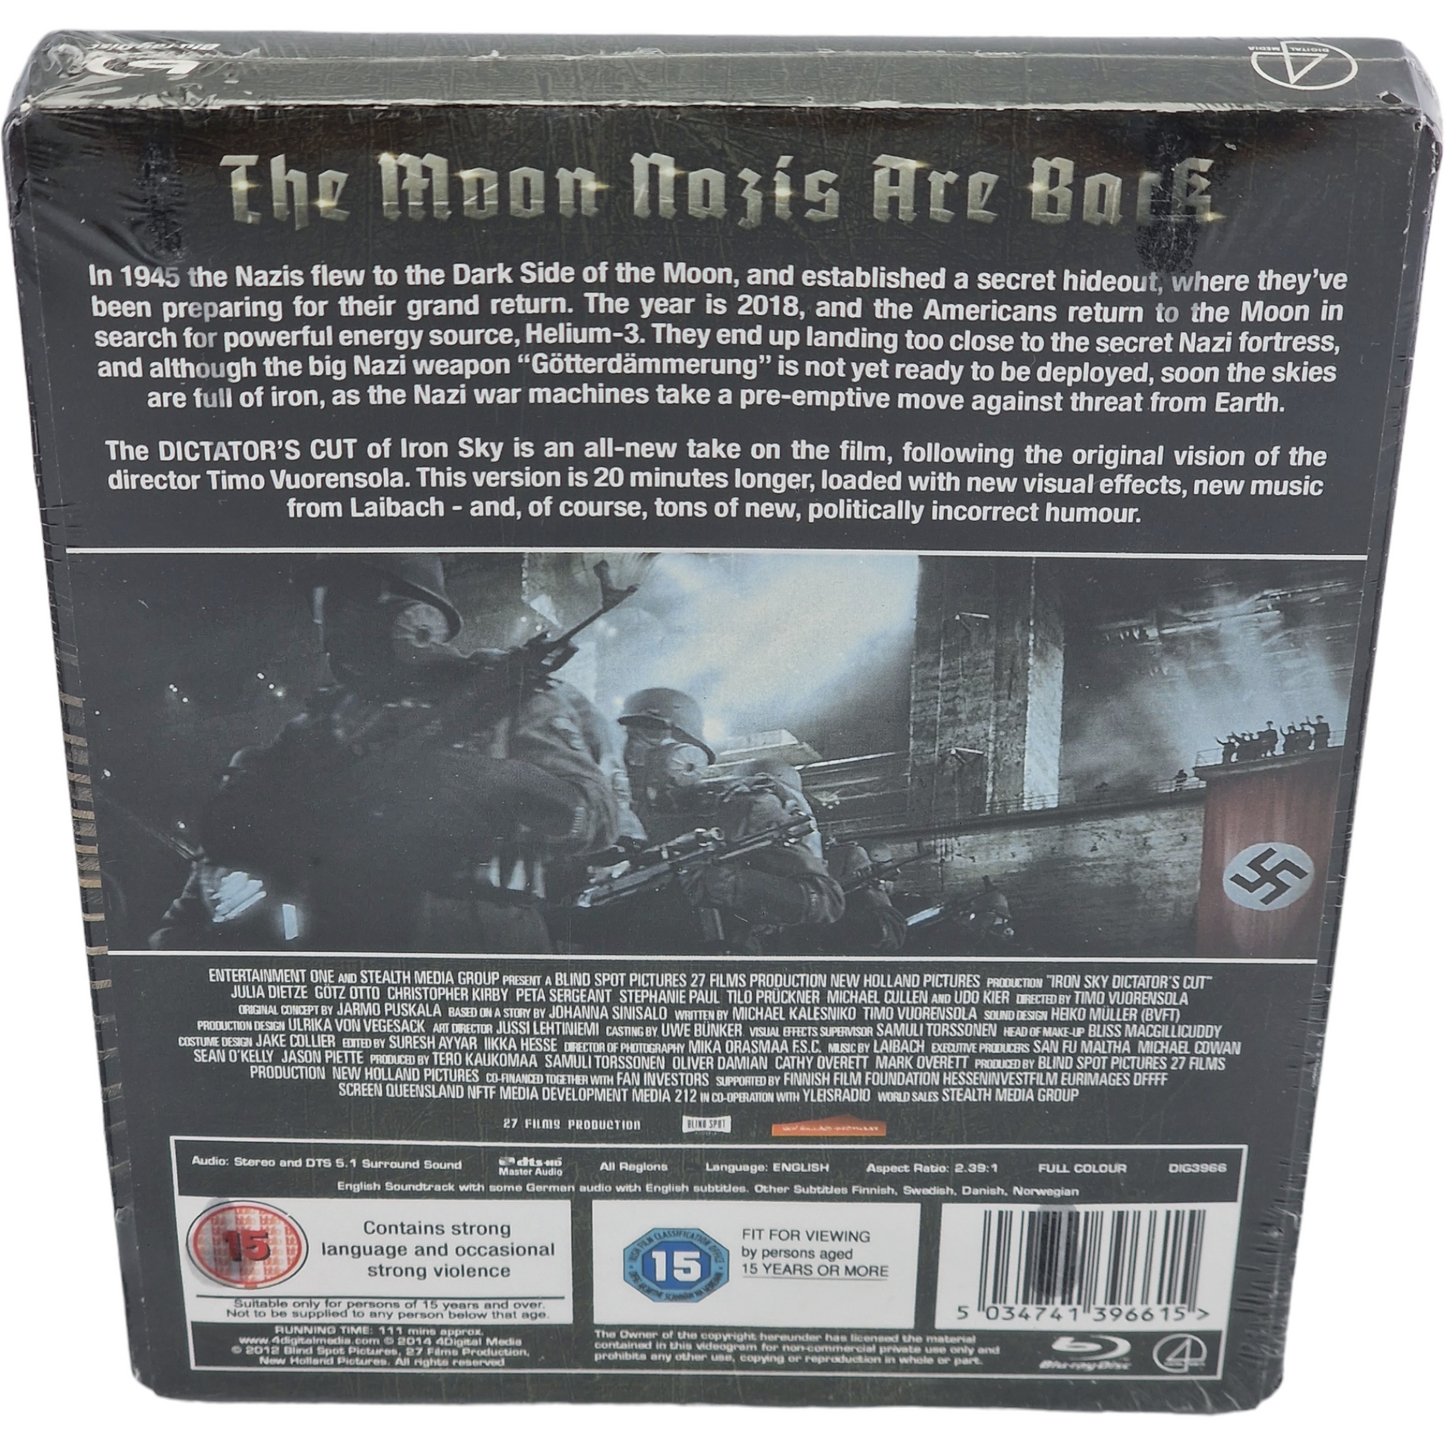 Blu-ray Disc
4 DIGITAL MEDIA
The Moon Nazis Are Back
In 1945 the Nazis flew to the Dark Side of the Moon, and established a secret hideout, where they've
been preparing for their grand return. The year is 2018, and the Americans return to the Moon in
search for powerful energy source, Helium-3. They end up landing too close to the secret Nazi fortress,
and although the big Nazi weapon “Götterdämmerung” is not yet ready to be deployed, soon the skies
are full of iron, as the Nazi war machines take a pre-emptive move against threat from Earth.
The DICTATOR'S CUT of Iron Sky is an all-new take on the film, following the original vision of the
director Timo Vuorensola. This version is 20 minutes longer, loaded with new visual effects, new music
from Laibach - and, of course, tons of new, politically incorrect humour.
ENTERTAINMENT ONE AND STEALTH MEDIA GROUP PRESENT A BLIND SPOT PICTURES 27 FILMS PRODUCTION NEW HOLLAND PICTURES PRODUCTION "IRON SKY DICTATOR'S CUT"
JULIA DIETZE GÖTZ OTTO CHRISTOPHER KIRBY PETA SERGEANT STEPHANIE PAUL TILO PRÜCKNER MICHAEL CULLEN AND UDO KIER DIRECTED BY TIMO VUORENSOLA
ORIGINAL CONCEPT BY JARMO PUSKALA BASED ON A STORY BY JOHANNA SINISALO WRITTEN BY MICHAEL KALESNIKO TIMO VUORENSOLA SOUND DESIGN HEIKO MÜLLER (BVFT)
PRODUCTION DESIGN ULRIKA VON VEGESACK ART DIRECTOR JUSSI LEHTINIEMI CASTING BY UWE BÜNKER VISUAL EFFECTS SUPERVISOR SAMULI TORSSONEN HEAD OF MAKE-UP BLISS MACGILLICUDDY
COSTUME DESIGN JAKE COLLIER EDITED BY SURESH AYYAR IIKKA HESSE DIRECTOR OF PHOTOGRAPHY MIKA ORASMAA F.S.C. MUSIC BY LAIBACH EXECUTIVE PRODUCERS SAN FU MALTHA MICHAEL COWAN
SEAN O'KELLY JASON PIETTE PRODUCED BY TERO KAUKOMAA SAMULI TORSSONEN OLIVER DAMIAN CATHY OVERETT MARK OVERETT PRODUCED BY BLIND SPOT PICTURES 27 FILMS
PRODUCTION NEW HOLLAND PICTURES CO-FINANCED TOGETHER WITH FAN INVESTORS SUPPORTED BY FINNISH FILM FOUNDATION HESSENINVESTFILM EURIMAGES DFFFF
SCREEN QUEENSLAND NFTF MEDIA DEVELOPMENT MEDIA 212 IN CO-OPERATION WITH YLEISRADIO WORLD SALES STEALTH MEDIA GROUP
27 FILMS PRODUCTION BLIND SPOT
Audio: Stereo and DTS 5.1 Surround Sound dts-HD Master Audio All Regions Language: ENGLISH Aspect Ratio: 2.39:1 FULL COLOUR DIG3966
English Soundtrack with some German audio with English subtitles. Other Subtitles Finnish, Swedish, Danish, Norwegian
15
Contains strong
language and occasional
strong violence
Suitable only for persons of 15 years and over.
Not to be supplied to any person below that age.
RUNNING TIME: 111 mins approx.
www.4digitalmedia.com © 2014 4Digital Media
© 2012 Blind Spot Pictures, 27 Films Production,
New Holland Pictures. All rights reserved
IRISH FILM CLASSIFICATION OFFICE
15
FIT FOR VIEWING
by persons aged
15 YEARS OR MORE
The Owner of the copyright hereunder has licensed the material
contained in this videogram for non-commercial private use only and
prohibits any other use, copying or reproduction in whole or part.
5 034741 396615 >
Blu-ray Disc
4